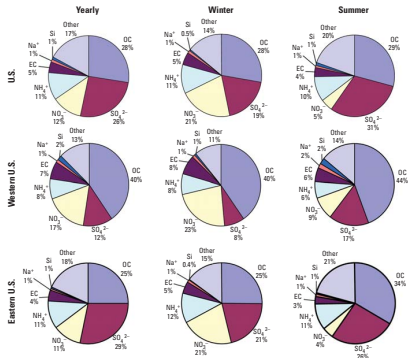 Yearly
Winter
Summer
U.S.
Other
17%
Si
1%
Na⁺
1%
EC
5%
NH₄⁺
11%
NO₃⁻
12%
SO₄²⁻
26%
OC
28%
Other
14%
Si
0.5%
Na⁺
1%
EC
5%
NH₄⁺
11%
NO₃⁻
21%
SO₄²⁻
19%
OC
28%
Other
20%
Si
1%
Na⁺
1%
EC
4%
NH₄⁺
10%
NO₃⁻
5%
SO₄²⁻
31%
OC
29%
Western U.S.
Other
13%
Si
2%
Na⁺
1%
EC
7%
NH₄⁺
8%
NO₃⁻
17%
SO₄²⁻
12%
OC
40%
Other
11%
Si
1%
Na⁺
1%
EC
8%
NH₄⁺
8%
NO₃⁻
23%
SO₄²⁻
8%
OC
40%
Other
14%
Si
2%
Na⁺
2%
EC
6%
NH₄⁺
6%
NO₃⁻
9%
SO₄²⁻
17%
OC
44%
Eastern U.S.
Other
18%
Si
1%
Na⁺
1%
EC
4%
NH₄⁺
11%
NO₃⁻
11%
SO₄²⁻
29%
OC
25%
Other
15%
Si
0.4%
Na⁺
1%
EC
5%
NH₄⁺
12%
NO₃⁻
21%
SO₄²⁻
21%
OC
25%
Other
21%
Si
1%
Na⁺
1%
EC
3%
NH₄⁺
11%
NO₃⁻
4%
SO₄²⁻
26%
OC
34%